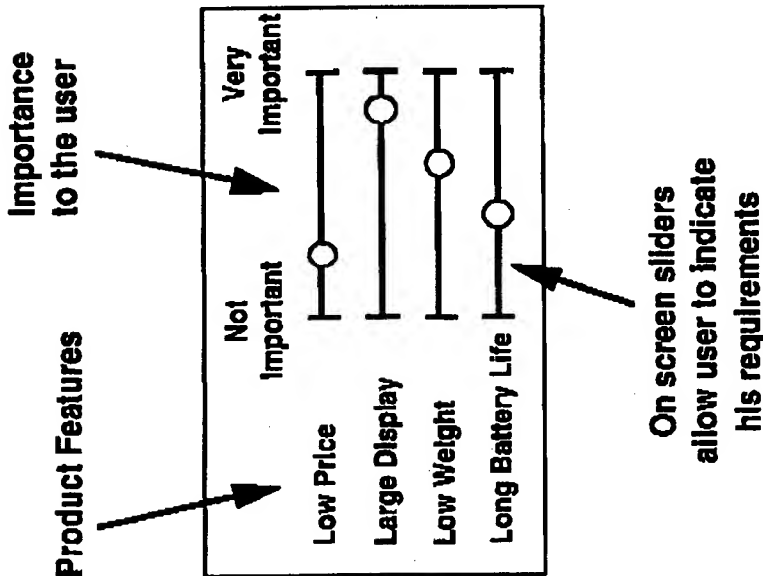 Product Features
Importance
to the user
Not
Important
Very
Important
Low Price
Large Display
Low Weight
Long Battery Life
On screen sliders
allow user to indicate
his requirements